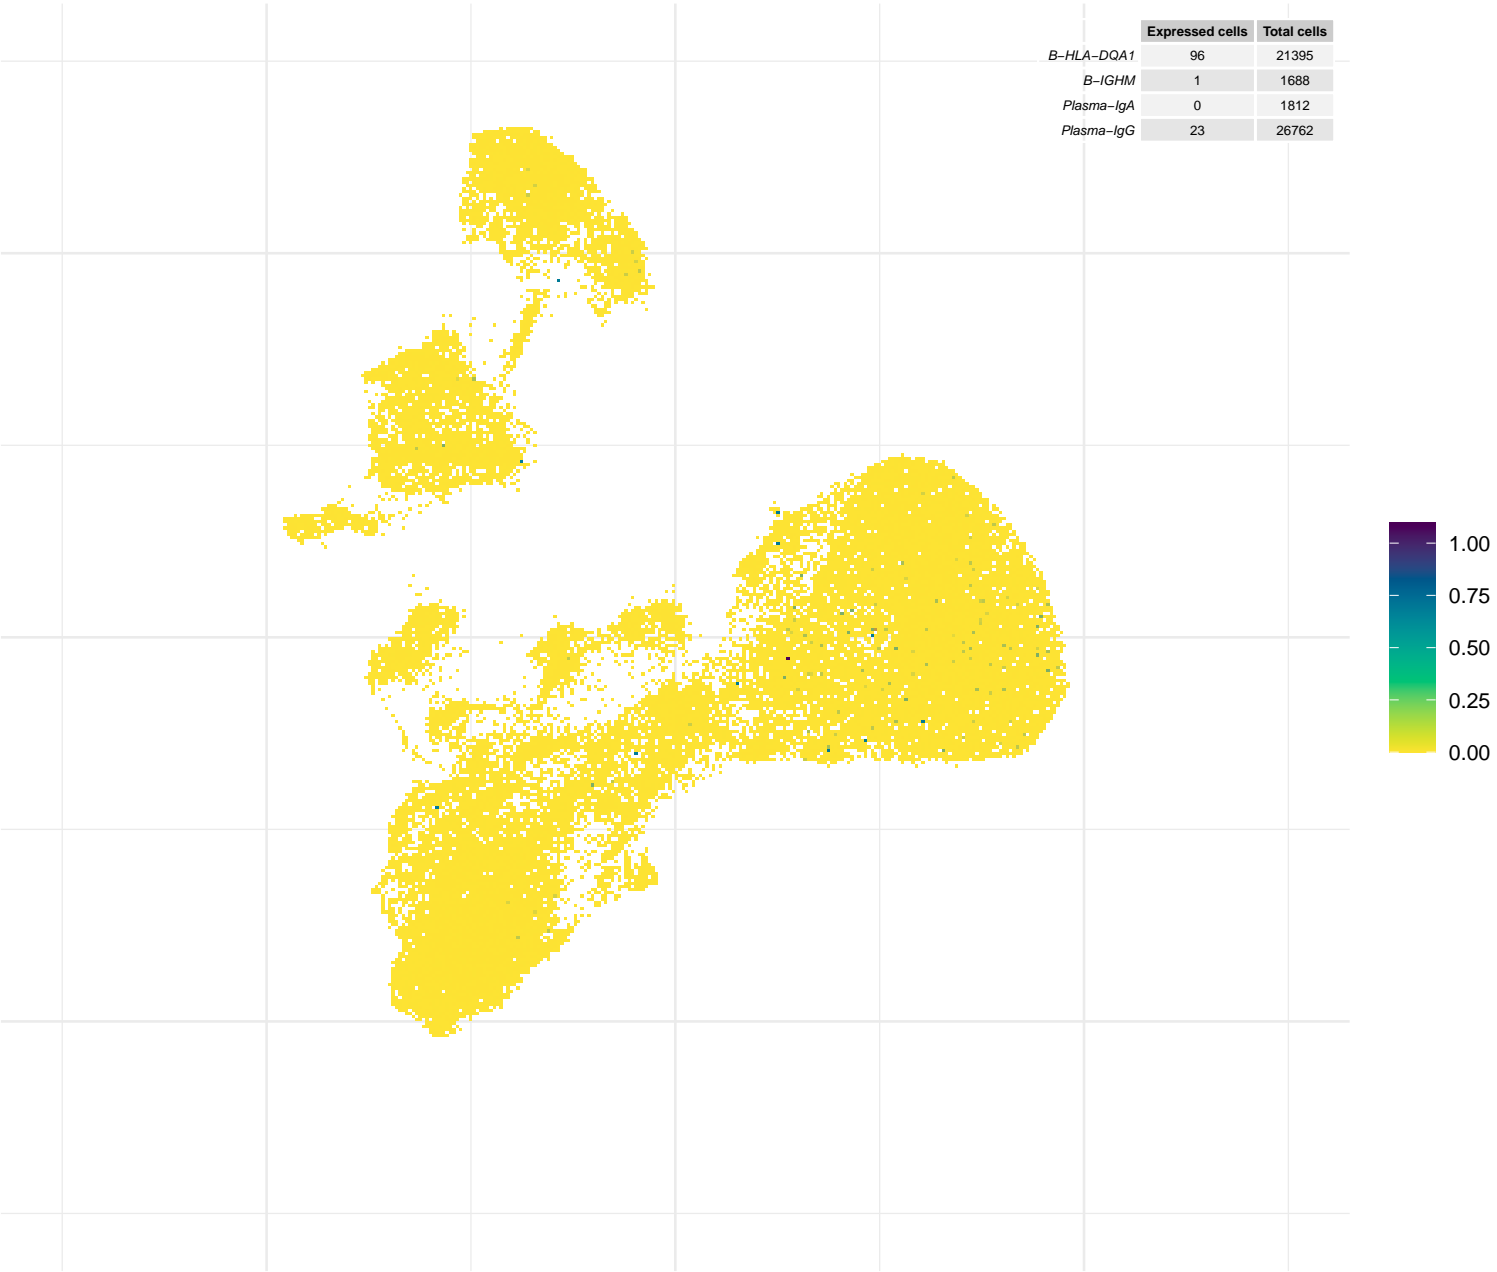 Expressed cells Total cells
B−HLA−DQA1 96 21395
B−IGHM 1 1688
Plasma−IgA 0 1812
Plasma−IgG 23 26762
1.00
0.75
0.50
0.25
0.00